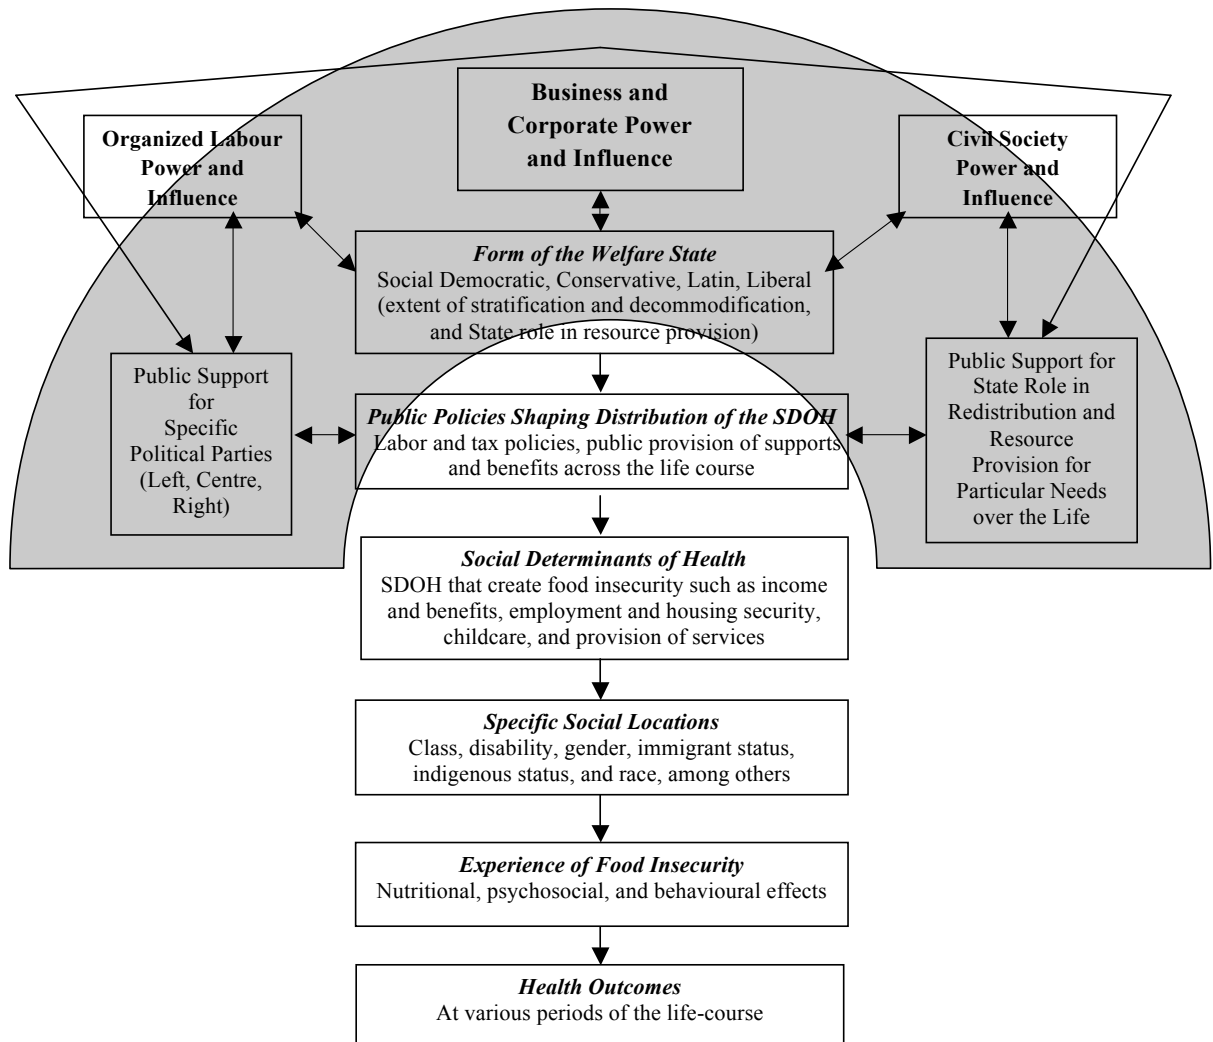 Business and
Corporate Power
and Influence
Organized Labour
Power and
Influence
Civil Society
Power and
Influence
Form of the Welfare State
Social Democratic, Conservative, Latin, Liberal
(extent of stratification and decommodification,
and State role in resource provision)
Public Support
for
Specific
Political Parties
(Left, Centre,
Right)
Public Policies Shaping Distribution of the SDOH
Labor and tax policies, public provision of supports
and benefits across the life course
Public Support for
State Role in
Redistribution and
Resource
Provision for
Particular Needs
over the Life
Social Determinants of Health
SDOH that create food insecurity such as income
and benefits, employment and housing security,
childcare, and provision of services
Specific Social Locations
Class, disability, gender, immigrant status,
indigenous status, and race, among others
Experience of Food Insecurity
Nutritional, psychosocial, and behavioural effects
Health Outcomes
At various periods of the life-course